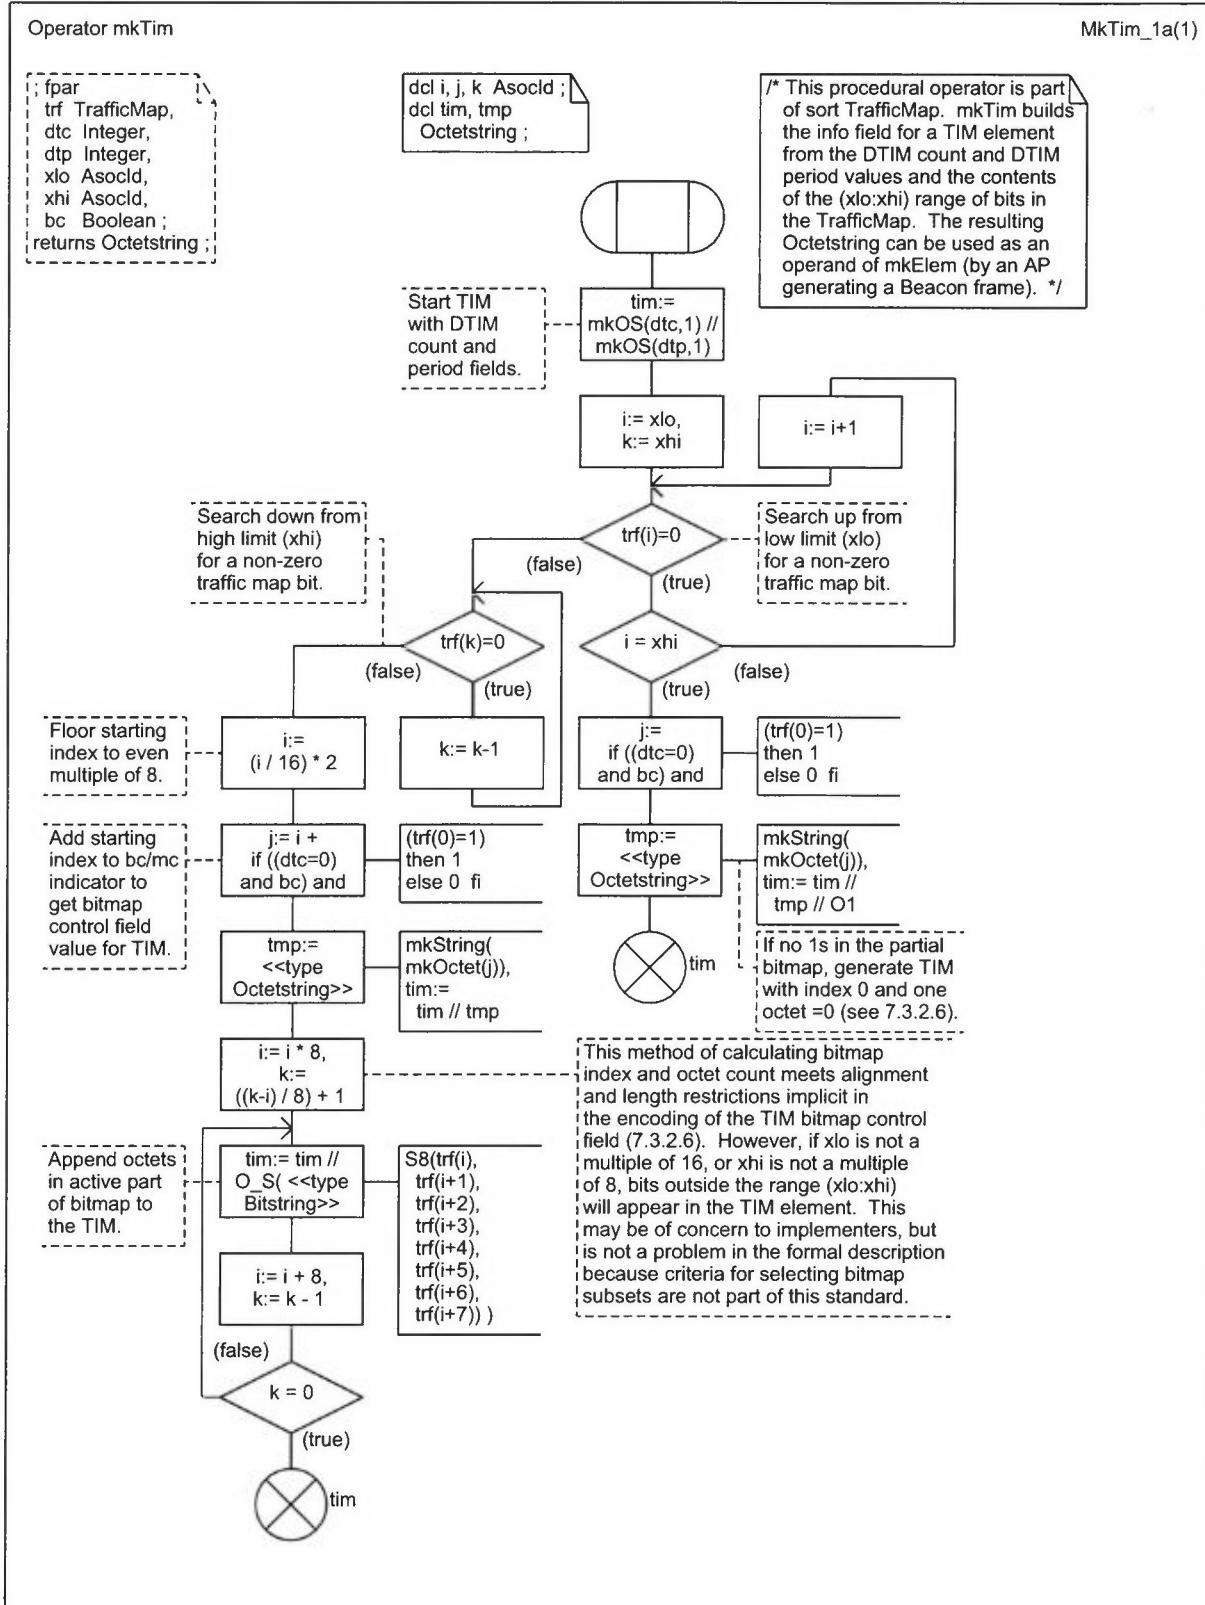 Operator mkTim
MkTim_1a(1)
; fpar
trf TrafficMap,
dtc Integer,
dtp Integer,
xlo AsocId,
xhi AsocId,
bc Boolean ;
returns Octetstring ;
dcl i, j, k AsocId ;
dcl tim, tmp
Octetstring ;
/* This procedural operator is part
of sort TrafficMap. mkTim builds
the info field for a TIM element
from the DTIM count and DTIM
period values and the contents
of the (xlo:xhi) range of bits in
the TrafficMap. The resulting
Octetstring can be used as an
operand of mkElem (by an AP
generating a Beacon frame). */
Start TIM
with DTIM
count and
period fields.
tim:=
mkOS(dtc,1) //
mkOS(dtp,1)
i:= xlo,
k:= xhi
i:= i+1
Search down from
high limit (xhi)
for a non-zero
traffic map bit.
trf(i)=0
(false)
(true)
Search up from
low limit (xlo)
for a non-zero
traffic map bit.
trf(k)=0
(false)
(true)
i = xhi
(false)
(true)
Floor starting
index to even
multiple of 8.
i:=
(i / 16) * 2
k:= k-1
j:=
if ((dtc=0)
and bc) and
(trf(0)=1)
then 1
else 0 fi
Add starting
index to bc/mc
indicator to
get bitmap
control field
value for TIM.
j:= i +
if ((dtc=0)
and bc) and
(trf(0)=1)
then 1
else 0 fi
tmp:=
<<type
Octetstring>>
mkString(
mkOctet(j)),
tim:= tim //
tmp // O1
tmp:=
<<type
Octetstring>>
mkString(
mkOctet(j)),
tim:=
tim // tmp
tim
If no 1s in the partial
bitmap, generate TIM
with index 0 and one
octet =0 (see 7.3.2.6).
i:= i * 8,
k:=
((k-i) / 8) + 1
This method of calculating bitmap
index and octet count meets alignment
and length restrictions implicit in
the encoding of the TIM bitmap control
field (7.3.2.6). However, if xlo is not a
multiple of 16, or xhi is not a multiple
of 8, bits outside the range (xlo:xhi)
will appear in the TIM element. This
may be of concern to implementers, but
is not a problem in the formal description
because criteria for selecting bitmap
subsets are not part of this standard.
Append octets
in active part
of bitmap to
the TIM.
tim:= tim //
O_S( <<type
Bitstring>>
S8(trf(i),
trf(i+1),
trf(i+2),
trf(i+3),
trf(i+4),
trf(i+5),
trf(i+6),
trf(i+7)) )
i:= i + 8,
k:= k - 1
(false)
k = 0
(true)
tim